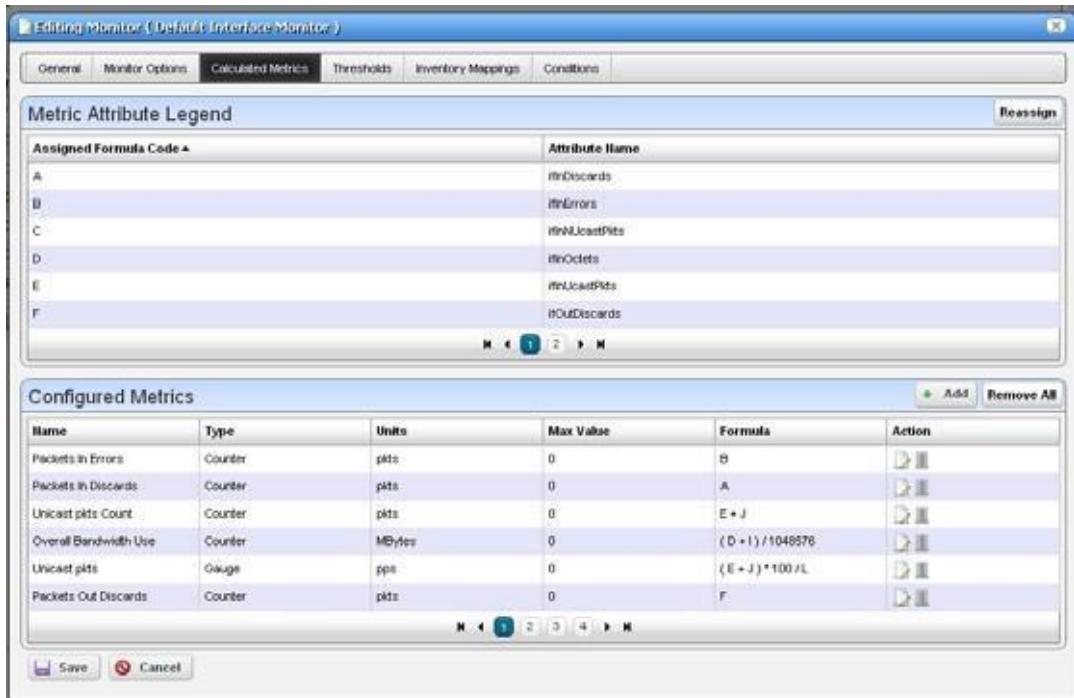 Editing Monitor ( Default Interface Monitor )
General Monitor Options Calculated Metrics Thresholds Inventory Mappings Conditions
Metric Attribute Legend Reassign
Assigned Formula Code Attribute Name
A ifInDiscards
B ifInErrors
C ifInNUcastPkts
D ifInOctets
E ifInUcastPkts
F ifOutDiscards
1 2
Configured Metrics Add Remove All
Name Type Units Max Value Formula Action
Packets In Errors Counter pkts 0 B
Packets In Discards Counter pkts 0 A
Unicast pkts Count Counter pkts 0 E + J
Overall Bandwidth Use Counter MBytes 0 ( D + I ) / 1048576
Unicast pkts Gauge pps 0 ( E + J ) * 100 / L
Packets Out Discards Counter pkts 0 F
1 2 3 4
Save Cancel